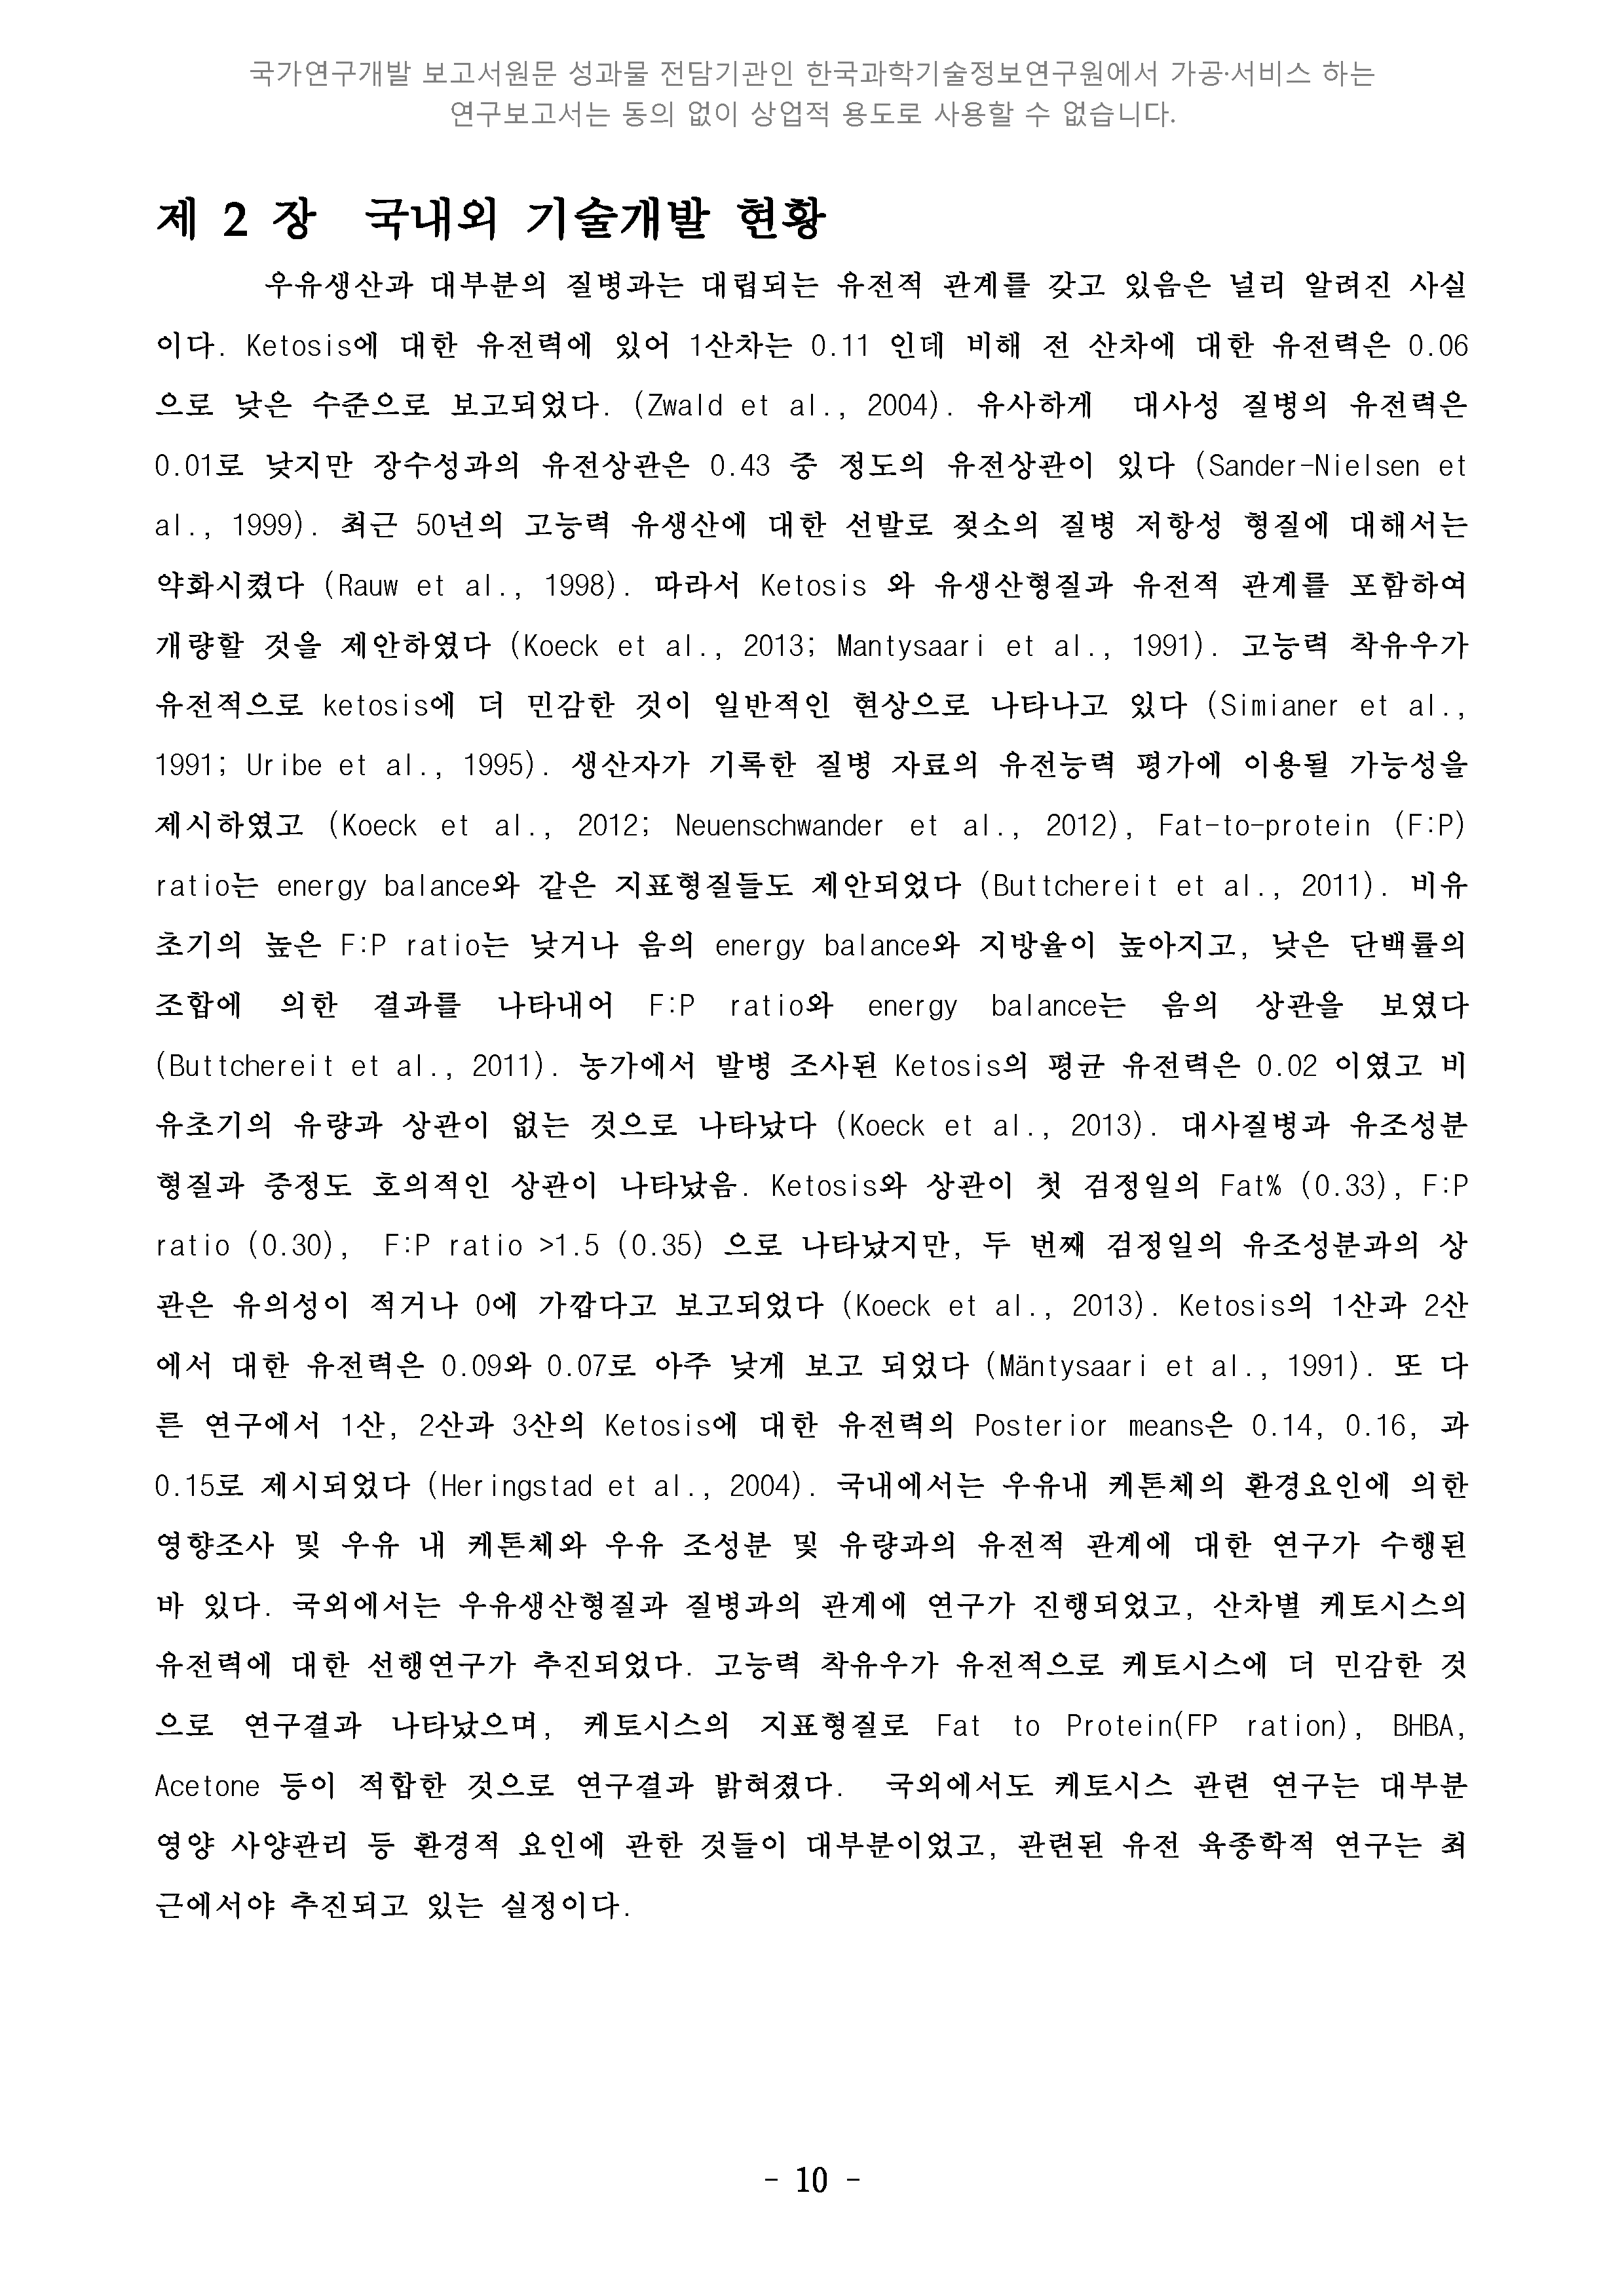 국가연구개발 보고서원문 성과물 전담기관인 한국과학기술정보연구원에서 가공·서비스 하는
연구보고서는 동의 없이 상업적 용도로 사용할 수 없습니다.
제 2 장 국내외 기술개발 현황
우유생산과 대부분의 질병과는 대립되는 유전적 관계를 갖고 있음은 널리 알려진 사실
이다. Ketosis에 대한 유전력에 있어 1산차는 0.11 인데 비해 전 산차에 대한 유전력은 0.06
으로 낮은 수준으로 보고되었다. (Zwald et al., 2004). 유사하게 대사성 질병의 유전력은
0.01로 낮지만 장수성과의 유전상관은 0.43 중 정도의 유전상관이 있다 (Sander-Nielsen et
al., 1999). 최근 50년의 고능력 유생산에 대한 선발로 젖소의 질병 저항성 형질에 대해서는
약화시켰다 (Rauw et al., 1998). 따라서 Ketosis 와 유생산형질과 유전적 관계를 포함하여
개량할 것을 제안하였다 (Koeck et al., 2013; Mantysaari et al., 1991). 고능력 착유우가
유전적으로 ketosis에 더 민감한 것이 일반적인 현상으로 나타나고 있다 (Simianer et al.,
1991; Uribe et al., 1995). 생산자가 기록한 질병 자료의 유전능력 평가에 이용될 가능성을
제시하였고 (Koeck et al., 2012; Neuenschwander et al., 2012), Fat-to-protein (F:P)
ratio는 energy balance와 같은 지표형질들도 제안되었다 (Buttchereit et al., 2011). 비유
초기의 높은 F:P ratio는 낮거나 음의 energy balance와 지방율이 높아지고, 낮은 단백률의
조합에 의한 결과를 나타내어 F:P ratio와 energy balance는 음의 상관을 보였다
(Buttchereit et al., 2011). 농가에서 발병 조사된 Ketosis의 평균 유전력은 0.02 이였고 비
유초기의 유량과 상관이 없는 것으로 나타났다 (Koeck et al., 2013). 대사질병과 유조성분
형질과 중정도 호의적인 상관이 나타났음. Ketosis와 상관이 첫 검정일의 Fat% (0.33), F:P
ratio (0.30), F:P ratio >1.5 (0.35) 으로 나타났지만, 두 번째 검정일의 유조성분과의 상
관은 유의성이 적거나 0에 가깝다고 보고되었다 (Koeck et al., 2013). Ketosis의 1산과 2산
에서 대한 유전력은 0.09와 0.07로 아주 낮게 보고 되었다 (Mäntysaari et al., 1991). 또 다
른 연구에서 1산, 2산과 3산의 Ketosis에 대한 유전력의 Posterior means은 0.14, 0.16, 과
0.15로 제시되었다 (Heringstad et al., 2004). 국내에서는 우유내 케톤체의 환경요인에 의한
영향조사 및 우유 내 케톤체와 우유 조성분 및 유량과의 유전적 관계에 대한 연구가 수행된
바 있다. 국외에서는 우유생산형질과 질병과의 관계에 연구가 진행되었고, 산차별 케토시스의
유전력에 대한 선행연구가 추진되었다. 고능력 착유우가 유전적으로 케토시스에 더 민감한 것
으로 연구결과 나타났으며, 케토시스의 지표형질로 Fat to Protein(FP ration), BHBA,
Acetone 등이 적합한 것으로 연구결과 밝혀졌다. 국외에서도 케토시스 관련 연구는 대부분
영양 사양관리 등 환경적 요인에 관한 것들이 대부분이었고, 관련된 유전 육종학적 연구는 최
근에서야 추진되고 있는 실정이다.
- 10 -